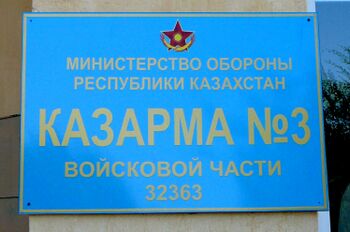 МИНИСТЕРСТВО ОБОРОНЫ
РЕСПУБЛИКИ КАЗАХСТАН
КАЗАРМА №3
ВОЙСКОВОЙ ЧАСТИ
32363